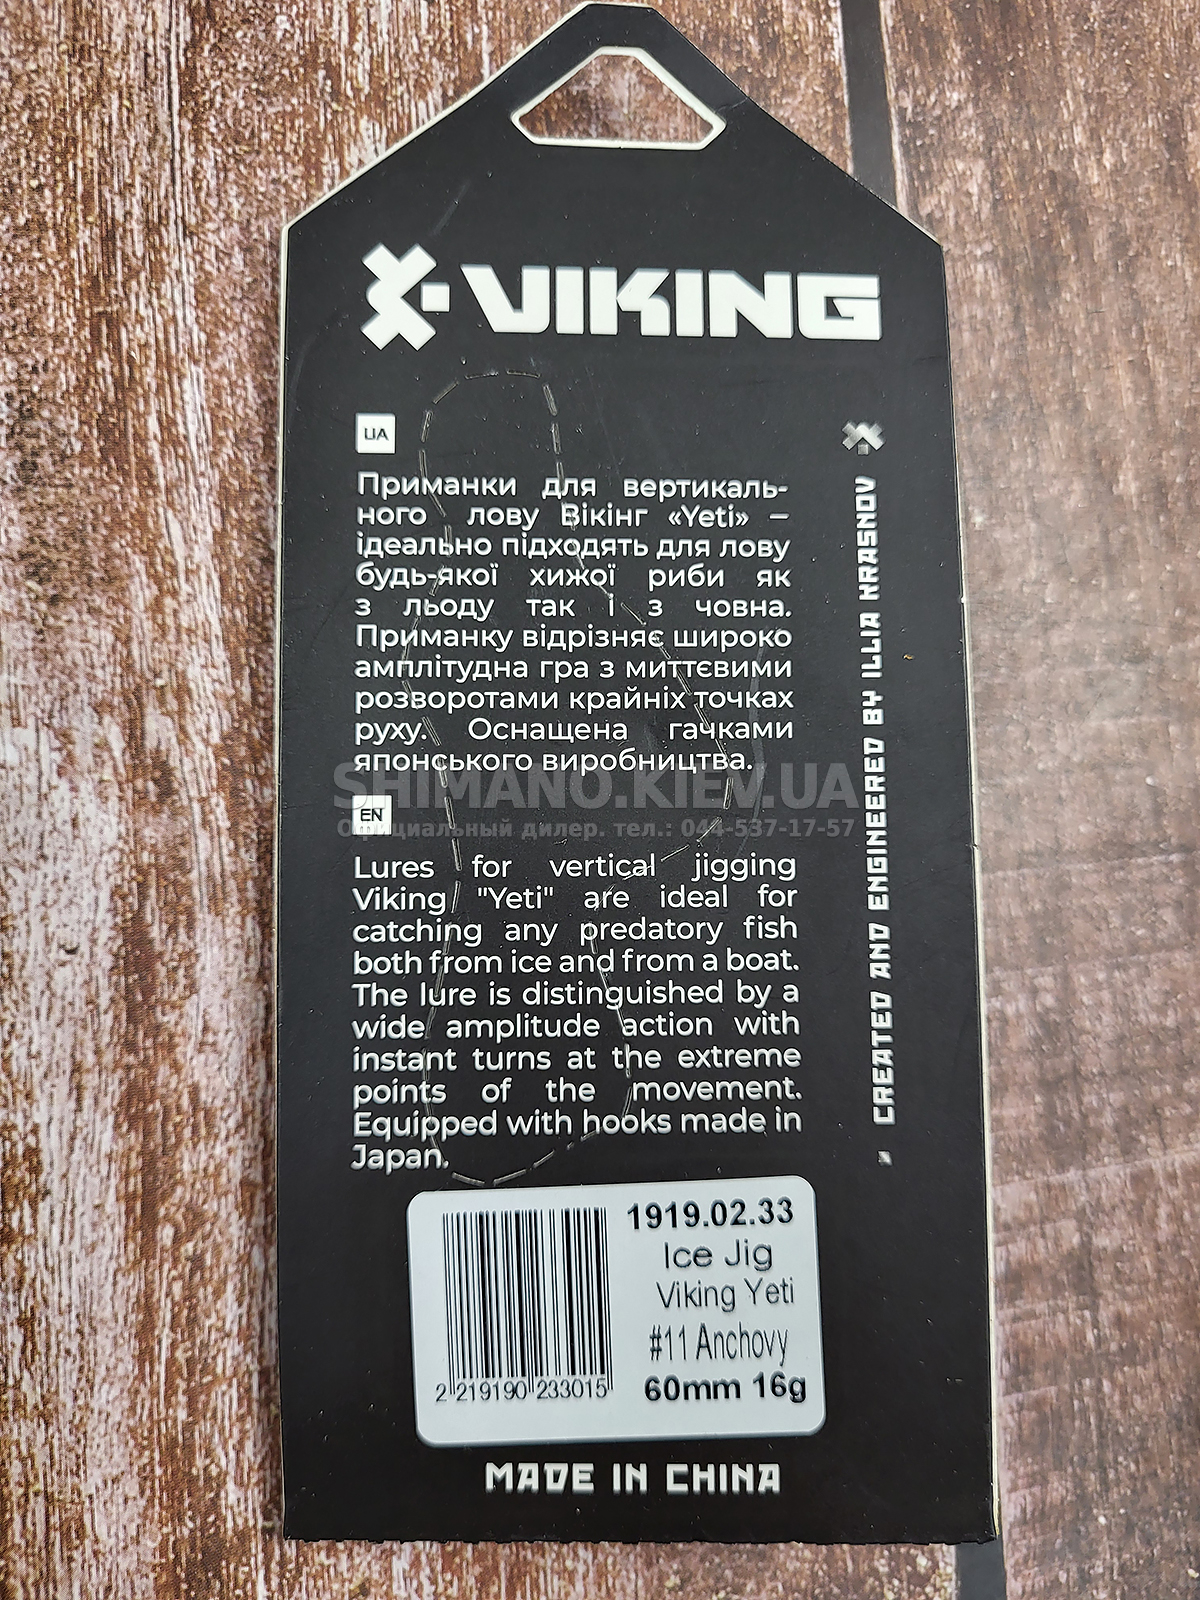 VIKING
UA
Приманки для вертикаль-
ного лову Вікінг «Yeti» –
ідеально підходять для лову
будь-якої хижої риби як
з льоду так і з човна.
Приманку відрізняє широко
амплітудна гра з миттєвими
розворотами крайніх точках
руху. Оснащена гачками
японського виробництва.
SHIMANO.KIEV.UA
Официальный дилер. тел.: 044-537-17-57
EN
Lures for vertical jigging
Viking "Yeti" are ideal for
catching any predatory fish
both from ice and from a boat.
The lure is distinguished by a
wide amplitude action with
instant turns at the extreme
points of the movement.
Equipped with hooks made in
Japan.
CREATED AND ENGINEERED BY ILLIA KRASNOV
1919.02.33
Ice Jig
Viking Yeti
#11 Anchovy
60mm 16g
2 219190 233015
MADE IN CHINA